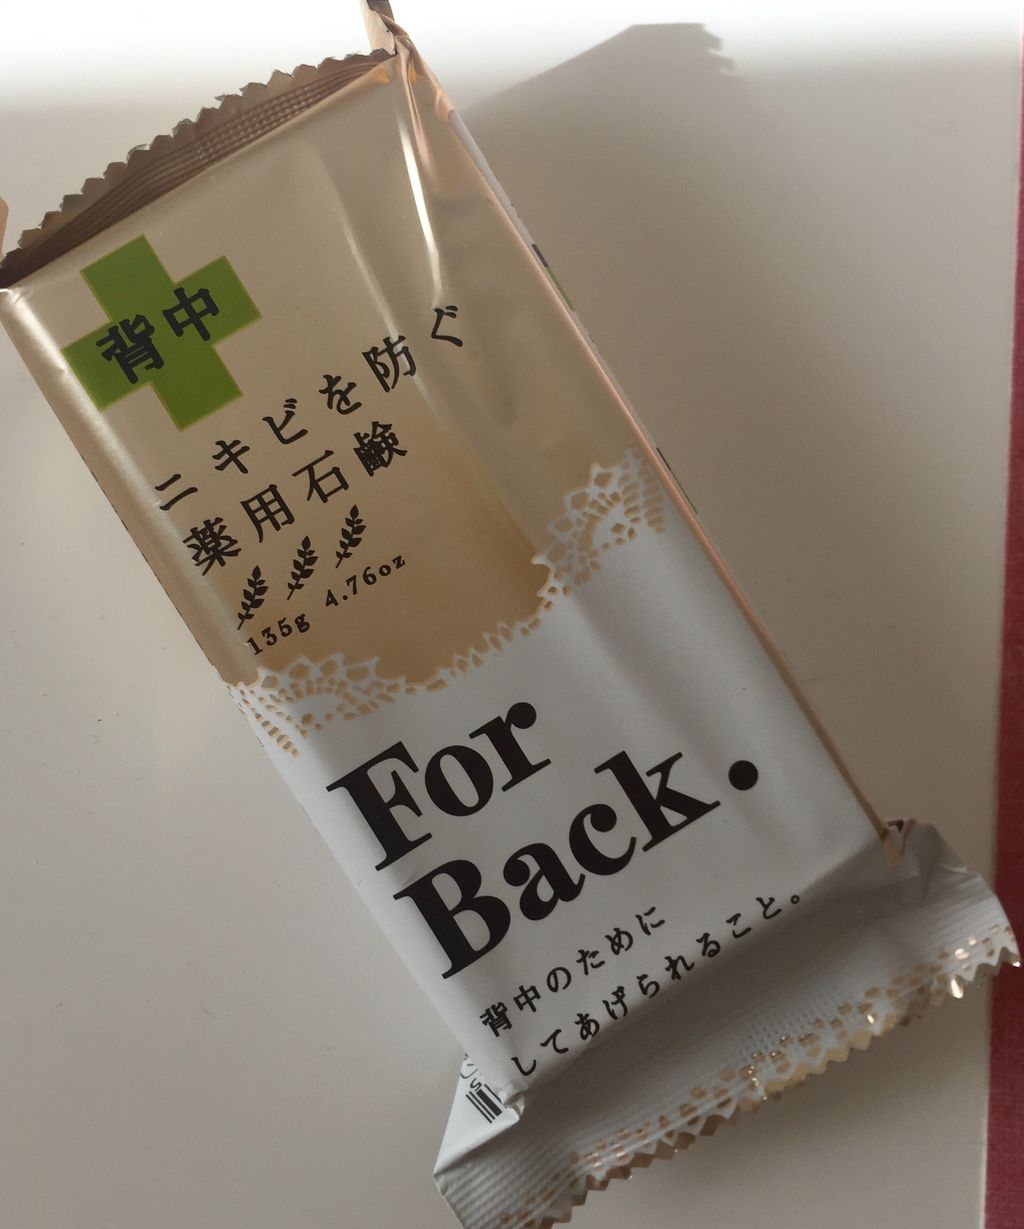 背中
ニキビを防ぐ
薬用石鹸
135g 4.76oz
For
Back.
背中のために
してあげられること。